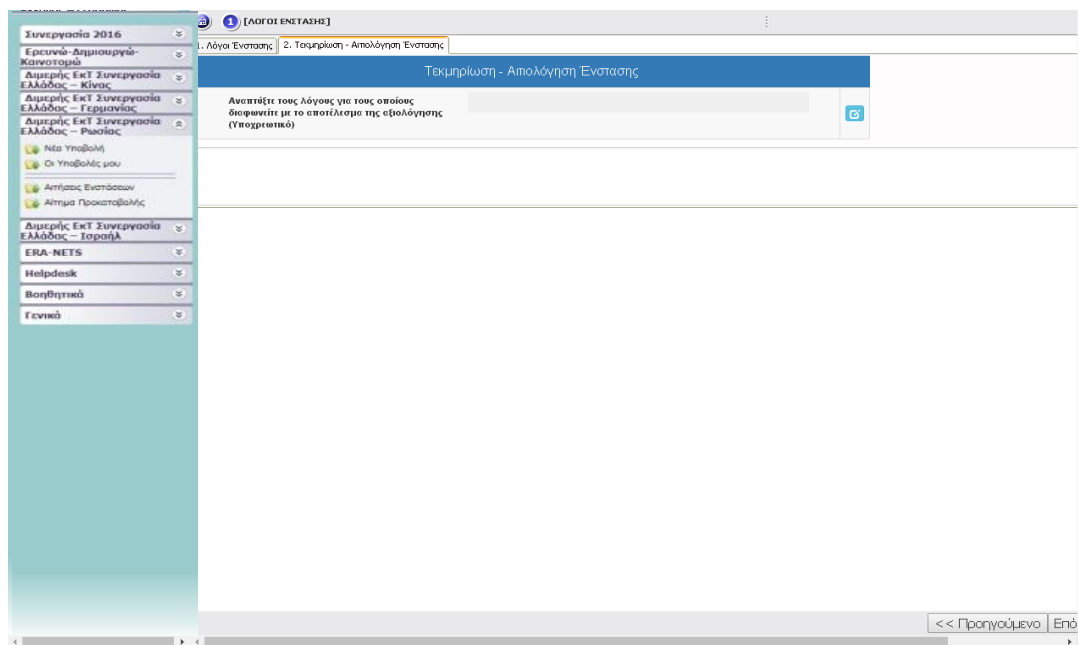 Συνεργασία 2016
Ερευνώ-Δημιουργώ-
Καινοτομώ
Διμερής ΕκΤ Συνεργασία
Ελλάδας – Κίνας
Διμερής ΕκΤ Συνεργασία
Ελλάδας – Γερμανίας
Διμερής ΕκΤ Συνεργασία
Ελλάδας – Ρωσίας
Νέα Υποβολή
Οι Υποβολές μου
Αιτήσεις Ενστάσεων
Αίτημα Προκαταβολής
Διμερής ΕκΤ Συνεργασία
Ελλάδας – Ισραήλ
ERA-NETS
Helpdesk
Βοηθητικά
Γενικά
1 [ΛΟΓΟΙ ΕΝΣΤΑΣΗΣ]
1. Λόγοι Ένστασης
2. Τεκμηρίωση - Αιτιολόγηση Ένστασης
Τεκμηρίωση - Αιτιολόγηση Ένστασης
Αναπτύξτε τους λόγους για τους οποίους
διαφωνείτε με το αποτέλεσμα της αξιολόγησης
(Υποχρεωτικό)
<< Προηγούμενο
Επό